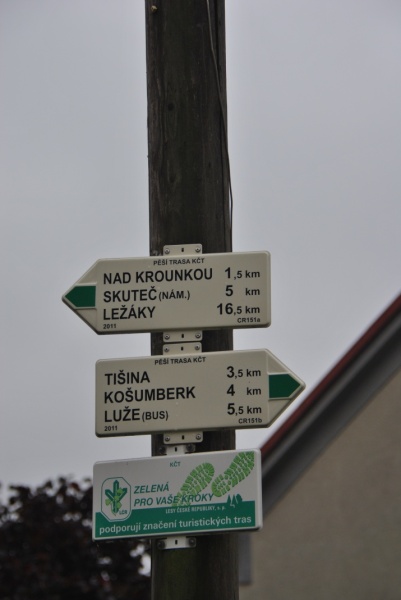 PĚŠÍ TRASA KČT
NAD KROUNKOU 1,5 km
SKUTEČ (NÁM.) 5 km
LEŽÁKY 16,5 km
2011 CR151a
PĚŠÍ TRASA KČT
TIŠINA 3,5 km
KOŠUMBERK 4 km
LUŽE (BUS) 5,5 km
2011 CR151b
KČT
ZELENÁ
PRO VAŠE KROKY
LESY ČESKÉ REPUBLIKY, s. p.
podporují značení turistických tras